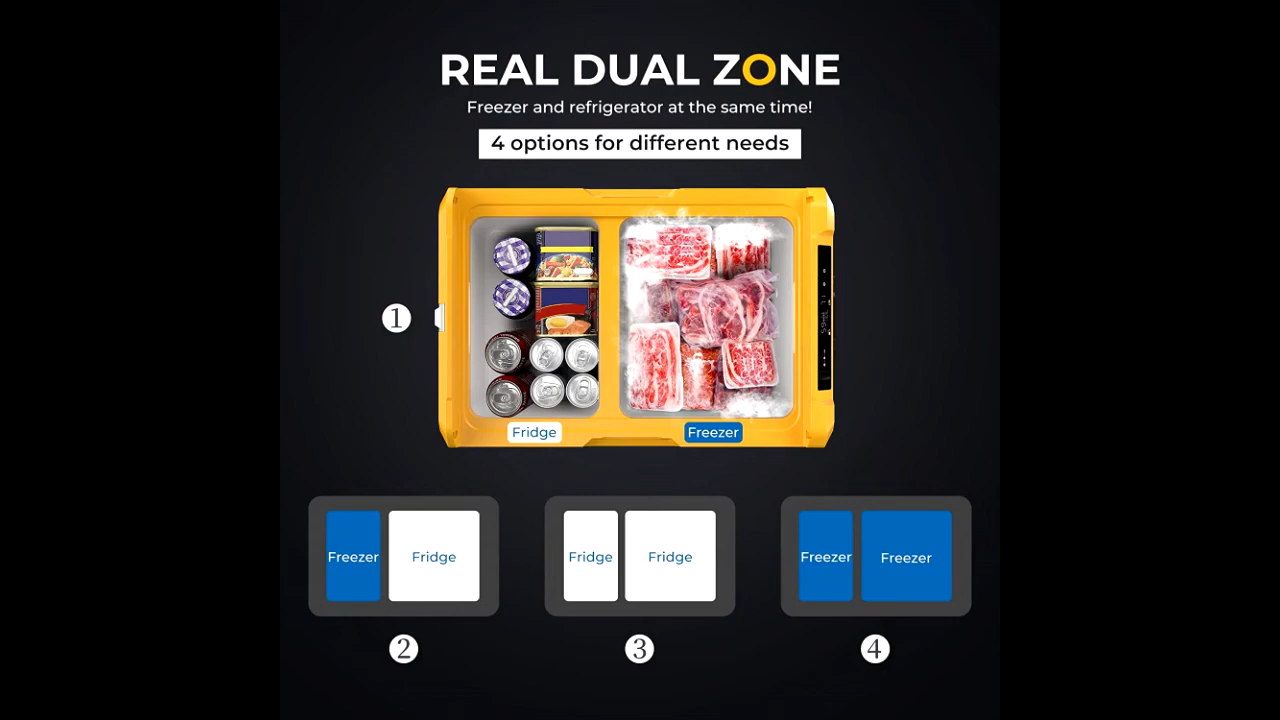 REAL DUAL ZONE
Freezer and refrigerator at the same time!
4 options for different needs
1
Fridge
Freezer
Freezer
Fridge
Fridge
Fridge
Freezer
Freezer
2
3
4